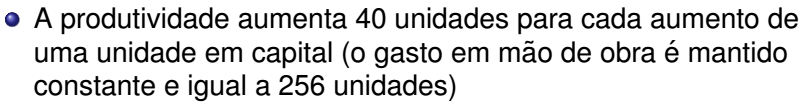 A produtividade aumenta 40 unidades para cada aumento de
uma unidade em capital (o gasto em mão de obra é mantido
constante e igual a 256 unidades)